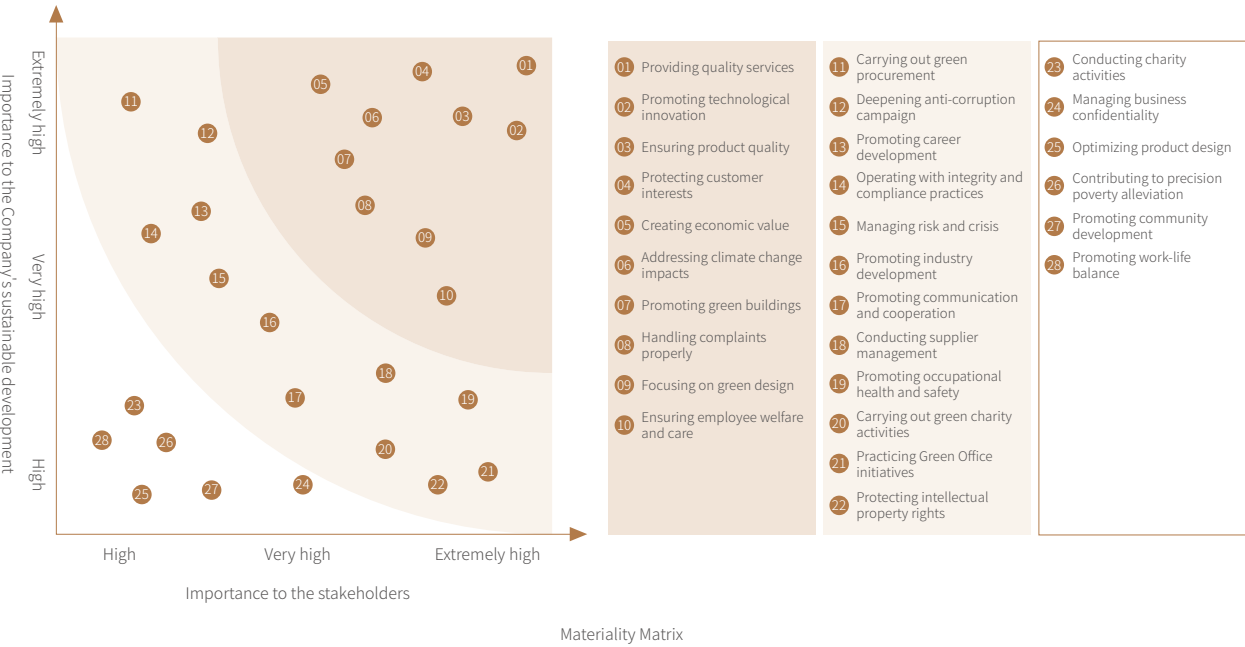 Importance to the Company's sustainable development
Extremely high
Very high
High
01
04
05
11
03
06
02
12
07
08
13
14
09
15
10
16
18
17
19
23
28
26
20
21
24
22
27
25
High
Very high
Extremely high
Importance to the stakeholders
01 Providing quality services
02 Promoting technological
innovation
03 Ensuring product quality
04 Protecting customer
interests
05 Creating economic value
06 Addressing climate change
impacts
07 Promoting green buildings
08 Handling complaints
properly
09 Focusing on green design
10 Ensuring employee welfare
and care
11 Carrying out green
procurement
12 Deepening anti-corruption
campaign
13 Promoting career
development
14 Operating with integrity and
compliance practices
15 Managing risk and crisis
16 Promoting industry
development
17 Promoting communication
and cooperation
18 Conducting supplier
management
19 Promoting occupational
health and safety
20 Carrying out green charity
activities
21 Practicing Green Office
initiatives
22 Protecting intellectual
property rights
23 Conducting charity
activities
24 Managing business
confidentiality
25 Optimizing product design
26 Contributing to precision
poverty alleviation
27 Promoting community
development
28 Promoting work-life
balance
Materiality Matrix